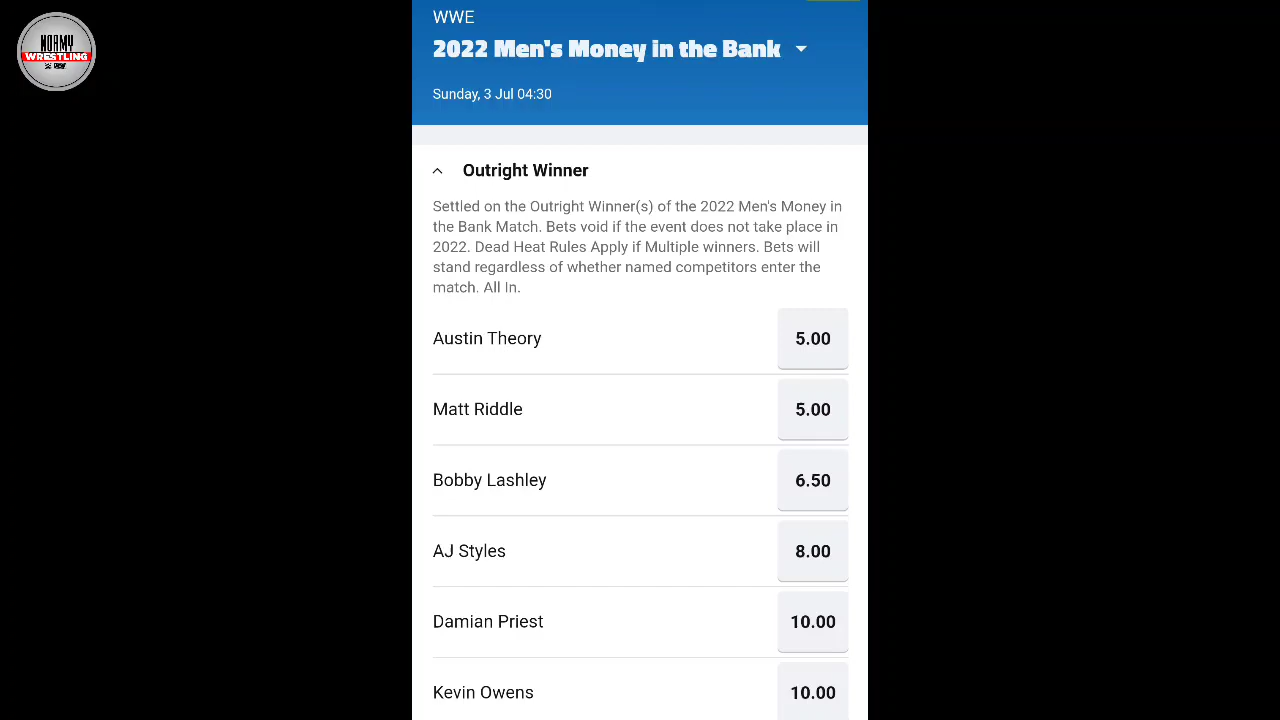 NORMY
WRESTLING
WWE
2022 Men's Money in the Bank
Sunday, 3 Jul 04:30
Outright Winner
Settled on the Outright Winner(s) of the 2022 Men's Money in
the Bank Match. Bets void if the event does not take place in
2022. Dead Heat Rules Apply if Multiple winners. Bets will
stand regardless of whether named competitors enter the
match. All In.
Austin Theory 5.00
Matt Riddle 5.00
Bobby Lashley 6.50
AJ Styles 8.00
Damian Priest 10.00
Kevin Owens 10.00